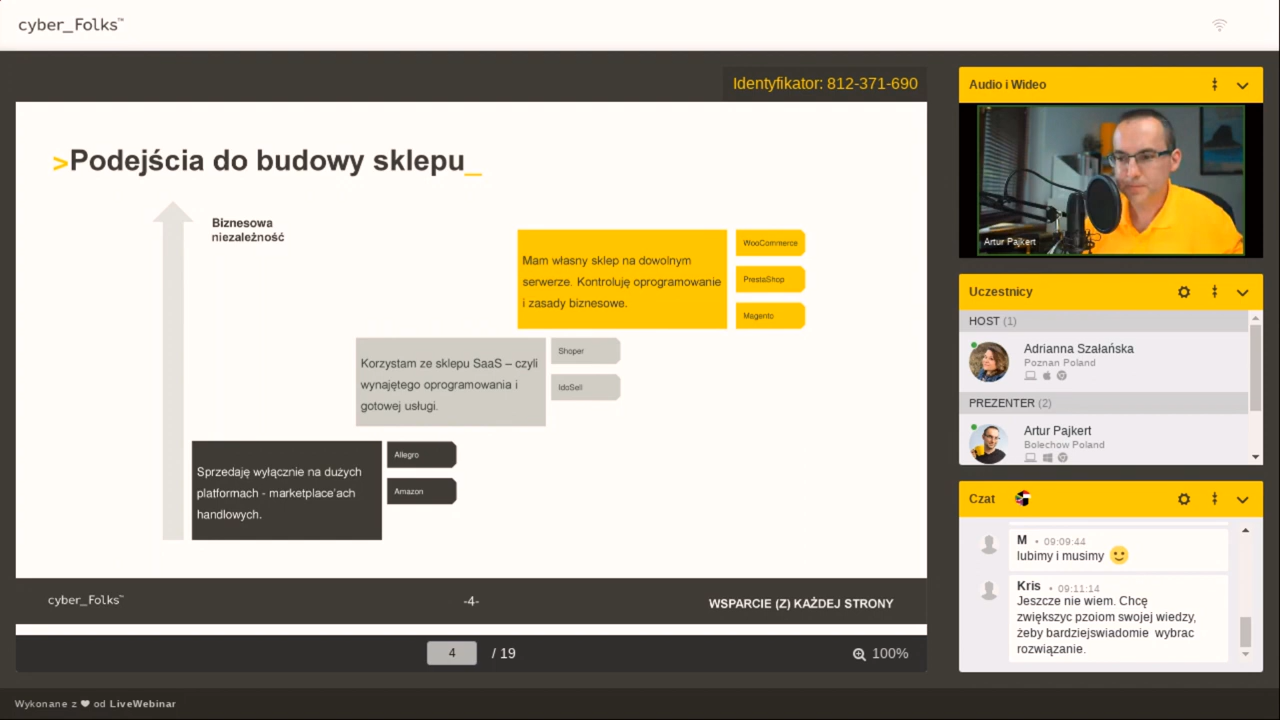 cyber_Folks™
Identyfikator: 812-371-690
>Podejścia do budowy sklepu_
Biznesowa
niezależność
Mam własny sklep na dowolnym
serwerze. Kontroluję oprogramowanie
i zasady biznesowe.
WooCommerce
PrestaShop
Magento
Korzystam ze sklepu SaaS – czyli
wynajętego oprogramowania i
gotowej usługi.
Shoper
IdoSell
Sprzedaję wyłącznie na dużych
platformach - marketplace'ach
handlowych.
Allegro
Amazon
cyber_Folks™
-4-
WSPARCIE (Z) KAŻDEJ STRONY
4 / 19
100%
Audio i Wideo
Artur Pajkert
Uczestnicy
HOST (1)
Adrianna Szałańska
Poznan Poland
PREZENTER (2)
Artur Pajkert
Bolechow Poland
Czat
M • 09:09:44
lubimy i musimy
Kris • 09:11:14
Jeszcze nie wiem. Chcę
zwiększyc pzoiom swojej wiedzy,
żeby bardziejswiadomie wybrac
rozwiązanie.
Wykonane z ❤ od LiveWebinar